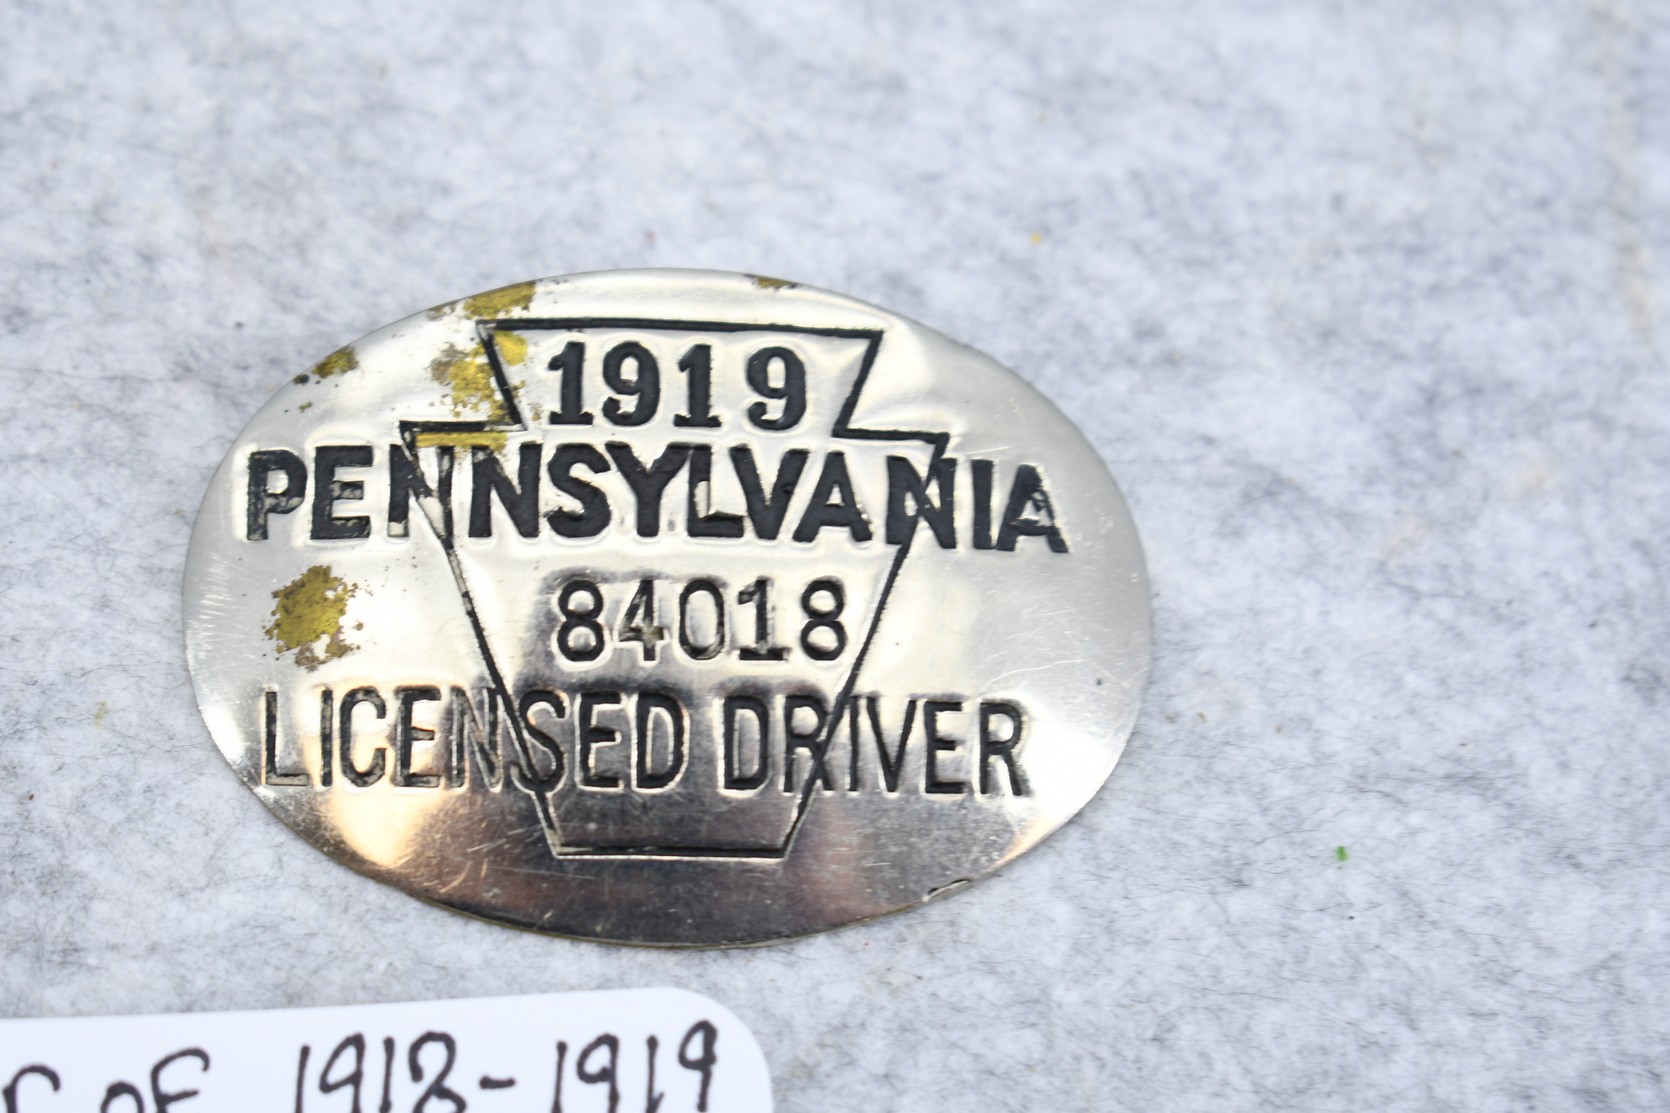 1919
PENNSYLVANIA
84018
LICENSED DRIVER
of 1918-1919